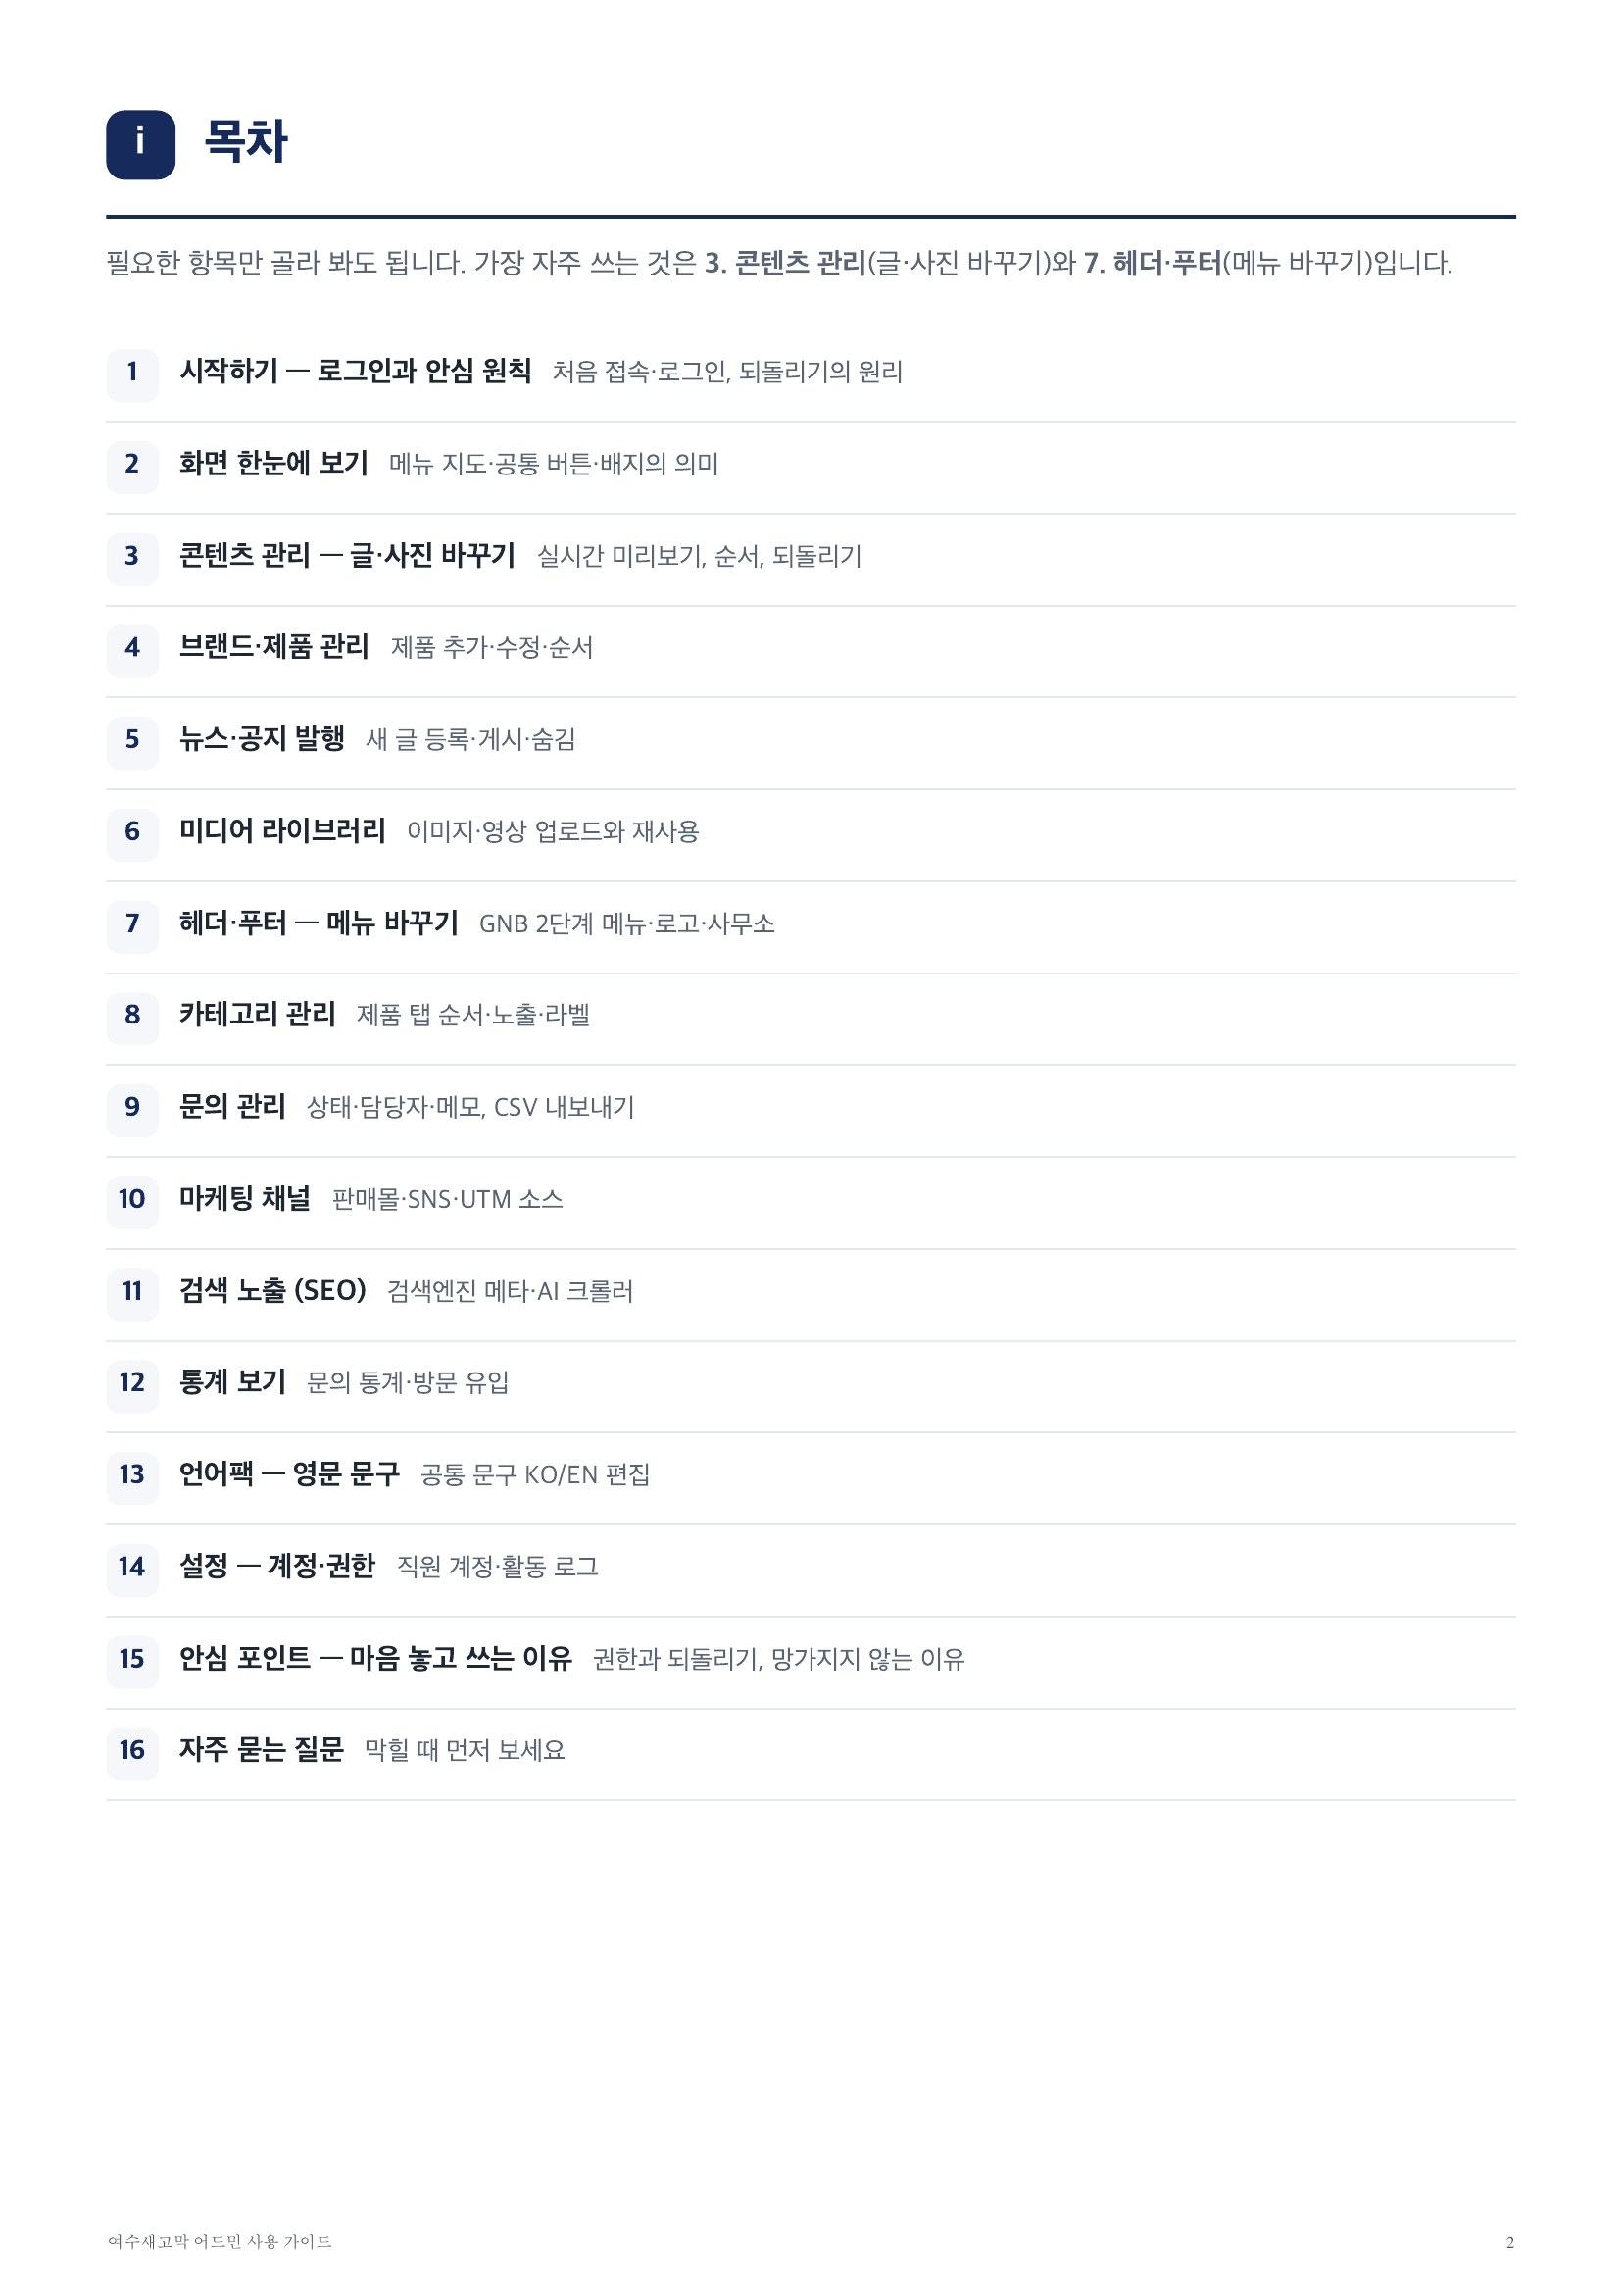 i 목차
필요한 항목만 골라 봐도 됩니다. 가장 자주 쓰는 것은 3. 콘텐츠 관리(글·사진 바꾸기)와 7. 헤더·푸터(메뉴 바꾸기)입니다.
1 시작하기 — 로그인과 안심 원칙 처음 접속·로그인, 되돌리기의 원리
2 화면 한눈에 보기 메뉴 지도·공통 버튼·배지의 의미
3 콘텐츠 관리 — 글·사진 바꾸기 실시간 미리보기, 순서, 되돌리기
4 브랜드·제품 관리 제품 추가·수정·순서
5 뉴스·공지 발행 새 글 등록·게시·숨김
6 미디어 라이브러리 이미지·영상 업로드와 재사용
7 헤더·푸터 — 메뉴 바꾸기 GNB 2단계 메뉴·로고·사무소
8 카테고리 관리 제품 탭 순서·노출·라벨
9 문의 관리 상태·담당자·메모, CSV 내보내기
10 마케팅 채널 판매몰·SNS·UTM 소스
11 검색 노출 (SEO) 검색엔진 메타·AI 크롤러
12 통계 보기 문의 통계·방문 유입
13 언어팩 — 영문 문구 공통 문구 KO/EN 편집
14 설정 — 계정·권한 직원 계정·활동 로그
15 안심 포인트 — 마음 놓고 쓰는 이유 권한과 되돌리기, 망가지지 않는 이유
16 자주 묻는 질문 막힐 때 먼저 보세요
여수새고막 어드민 사용 가이드 2